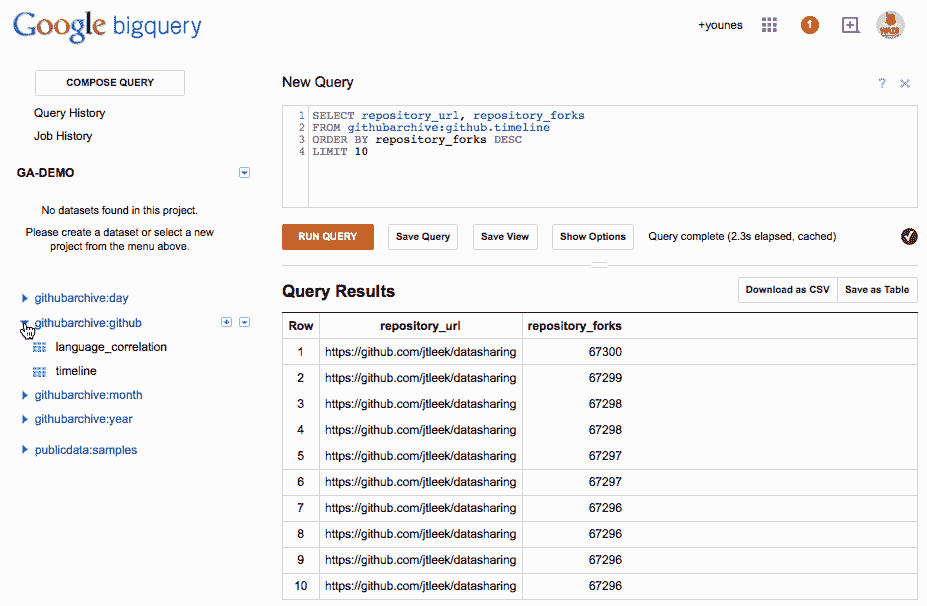 Google bigquery
+younes
1
COMPOSE QUERY
Query History
Job History
GA-DEMO
No datasets found in this project.
Please create a dataset or select a new
project from the menu above.
githubarchive:day
githubarchive:github
language_correlation
timeline
githubarchive:month
githubarchive:year
publicdata:samples
New Query
?
1 SELECT repository_url, repository_forks
2 FROM githubarchive:github.timeline
3 ORDER BY repository_forks DESC
4 LIMIT 10
RUN QUERY Save Query Save View Show Options Query complete (2.3s elapsed, cached)
Query Results Download as CSV Save as Table
Row repository_url repository_forks
1 https://github.com/jtleek/datasharing 67300
2 https://github.com/jtleek/datasharing 67299
3 https://github.com/jtleek/datasharing 67298
4 https://github.com/jtleek/datasharing 67298
5 https://github.com/jtleek/datasharing 67297
6 https://github.com/jtleek/datasharing 67297
7 https://github.com/jtleek/datasharing 67296
8 https://github.com/jtleek/datasharing 67296
9 https://github.com/jtleek/datasharing 67296
10 https://github.com/jtleek/datasharing 67296